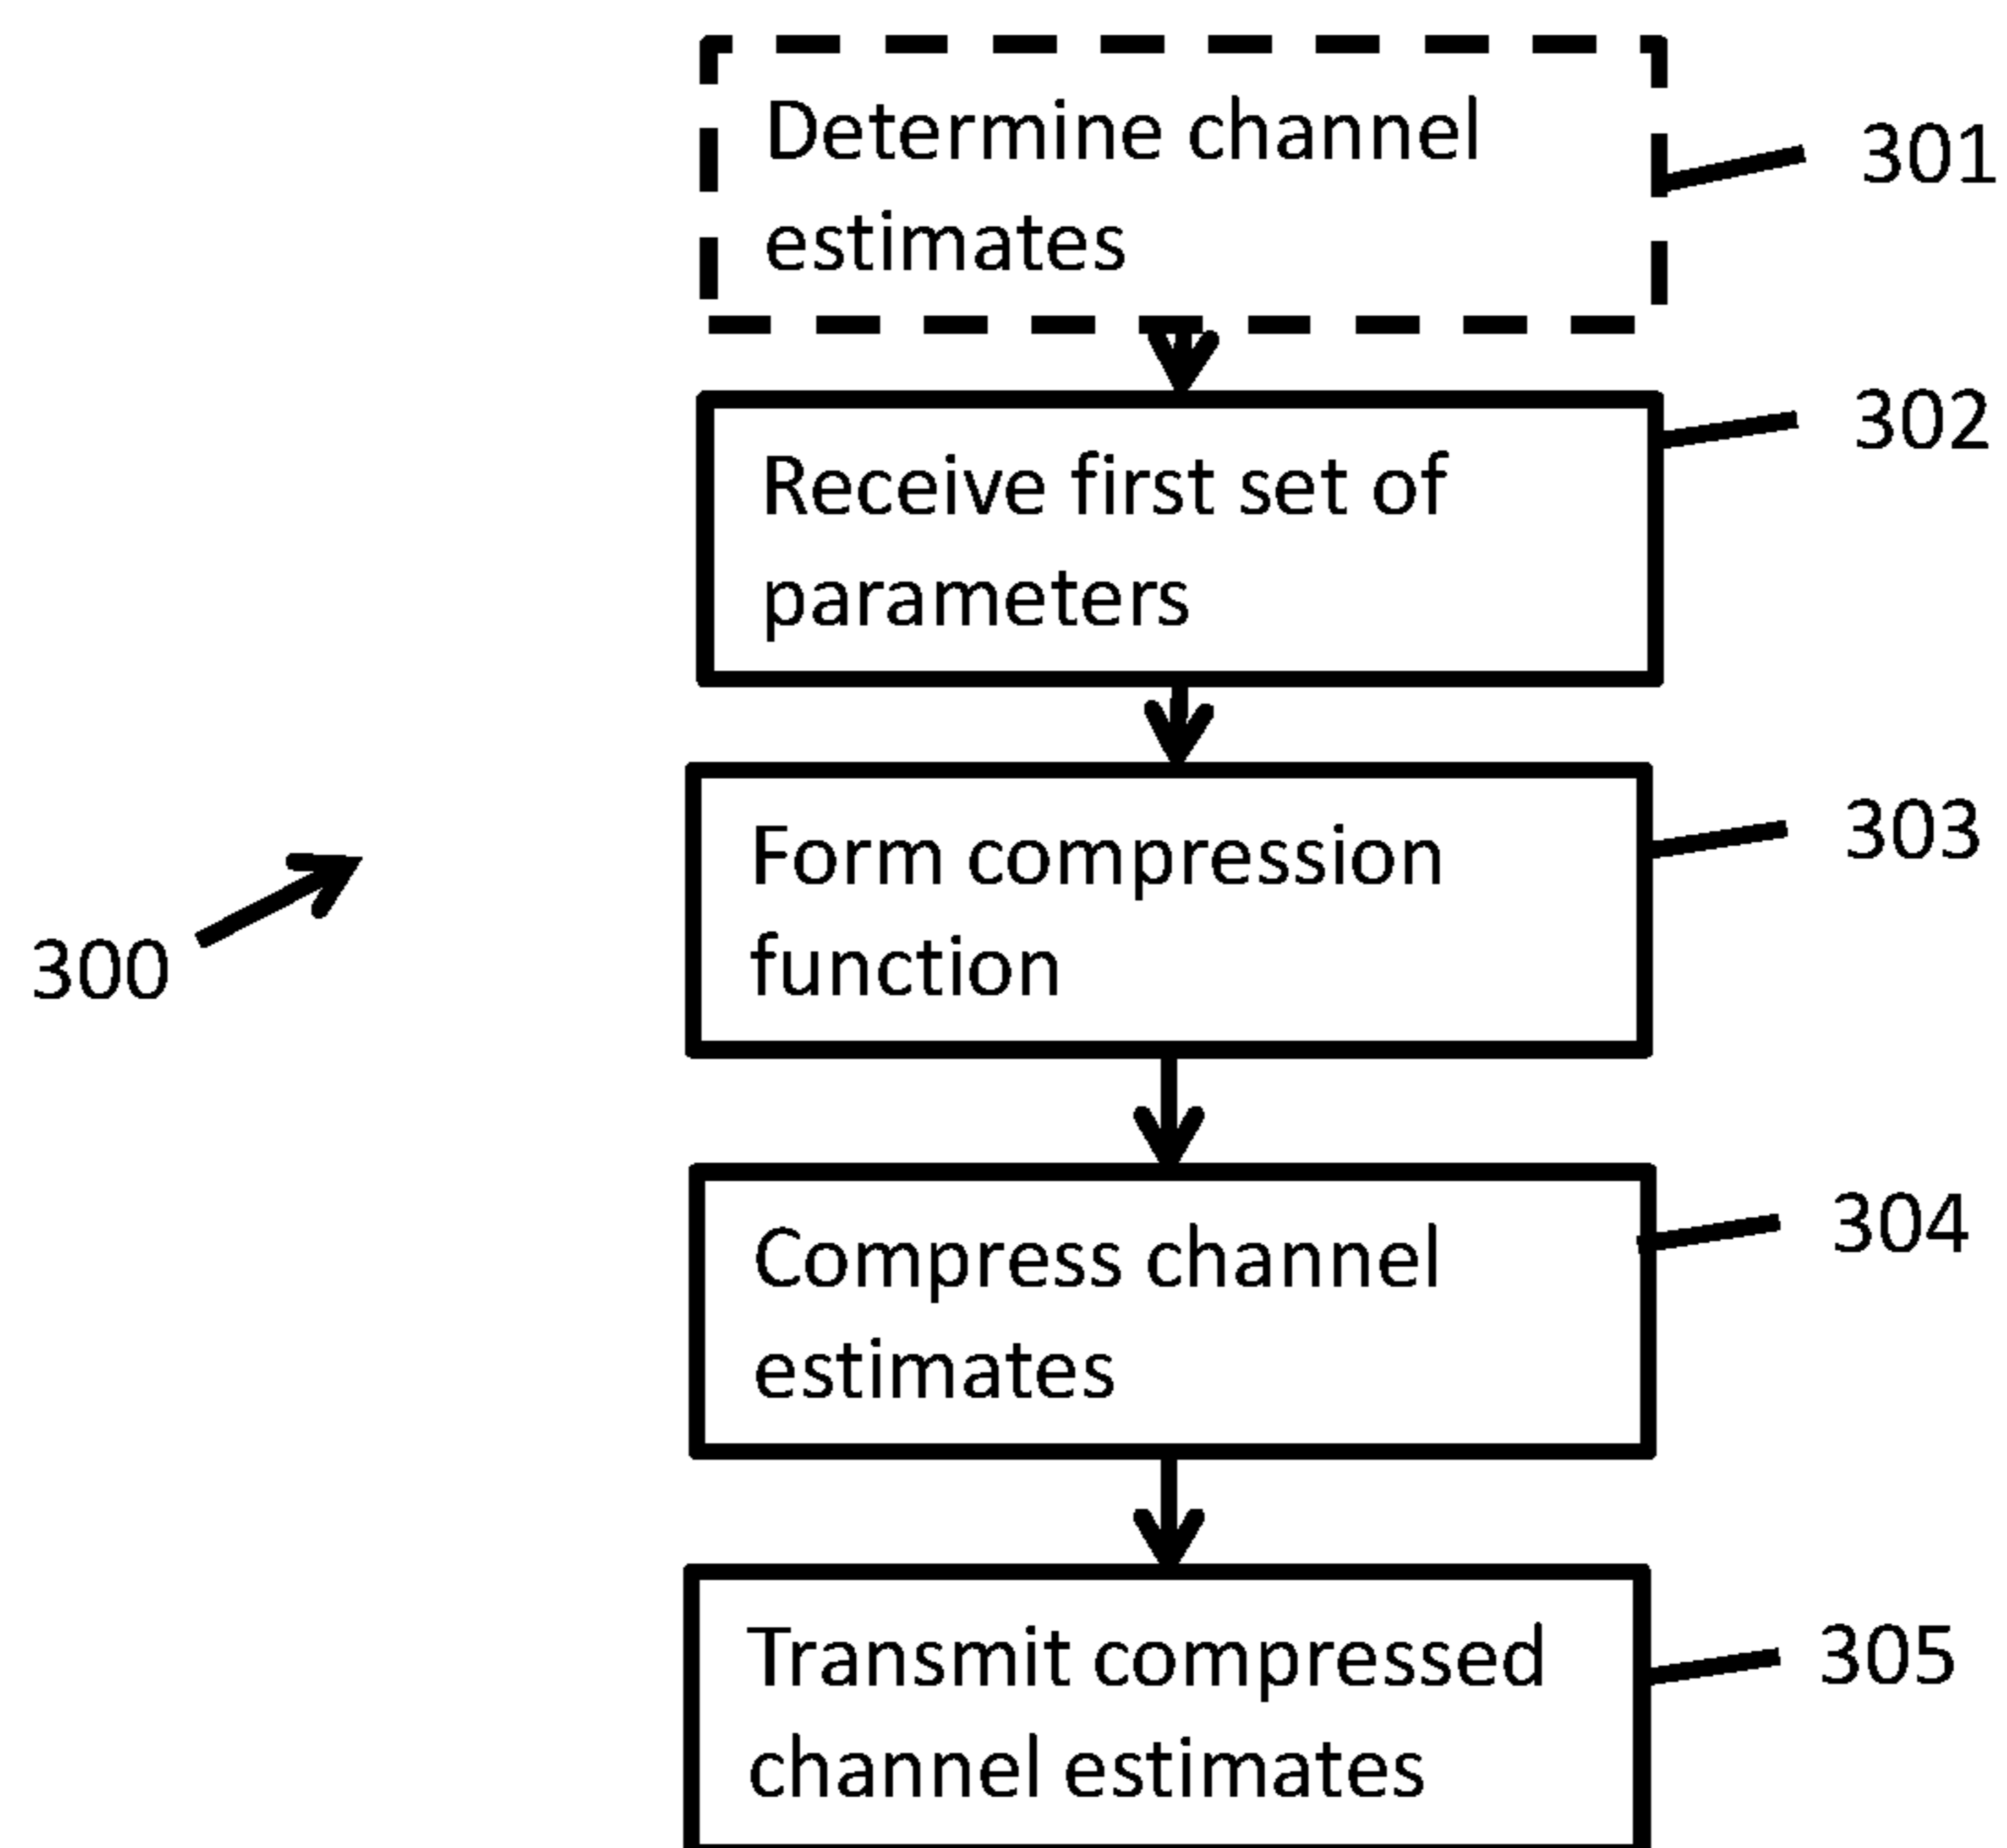 Determine channel
estimates
301
302
Receive first set of
parameters
303
Form compression
function
300
304
Compress channel
estimates
305
Transmit compressed
channel estimates